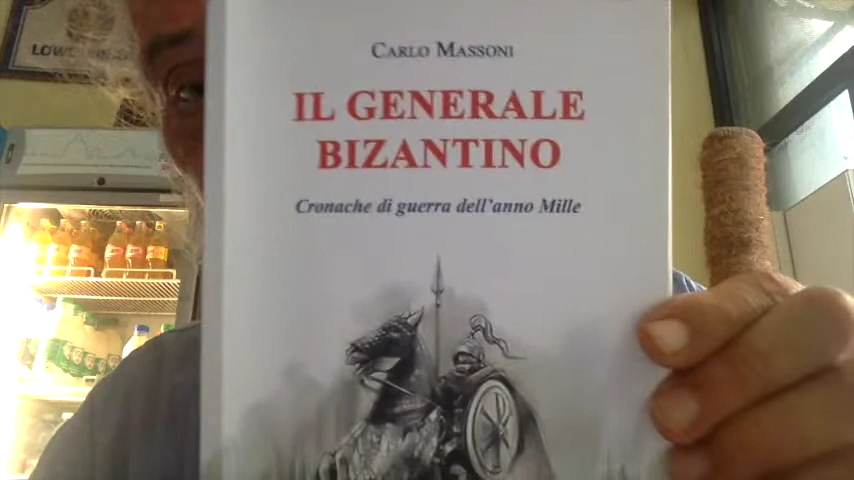 CARLO MASSONI
IL GENERALE
BIZANTINO
Cronache di guerra dell'anno Mille